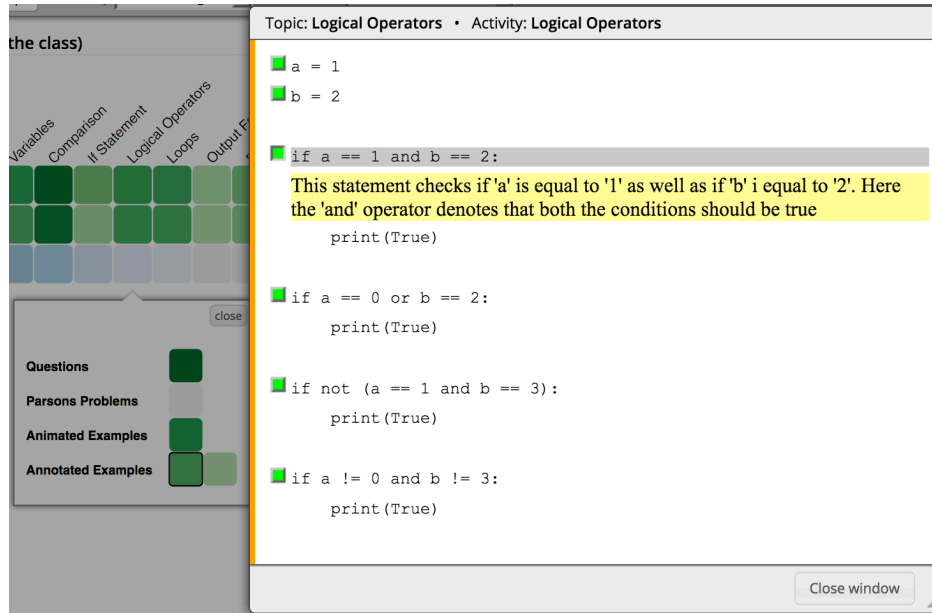 Topic: Logical Operators • Activity: Logical Operators
the class)
Variables
Comparison
If Statement
Logical Operators
Loops
close
Questions
Parsons Problems
Animated Examples
Annotated Examples
a = 1
b = 2
if a == 1 and b == 2:
This statement checks if 'a' is equal to '1' as well as if 'b' i equal to '2'. Here
the 'and' operator denotes that both the conditions should be true
print(True)
if a == 0 or b == 2:
print(True)
if not (a == 1 and b == 3):
print(True)
if a != 0 and b != 3:
print(True)
Close window